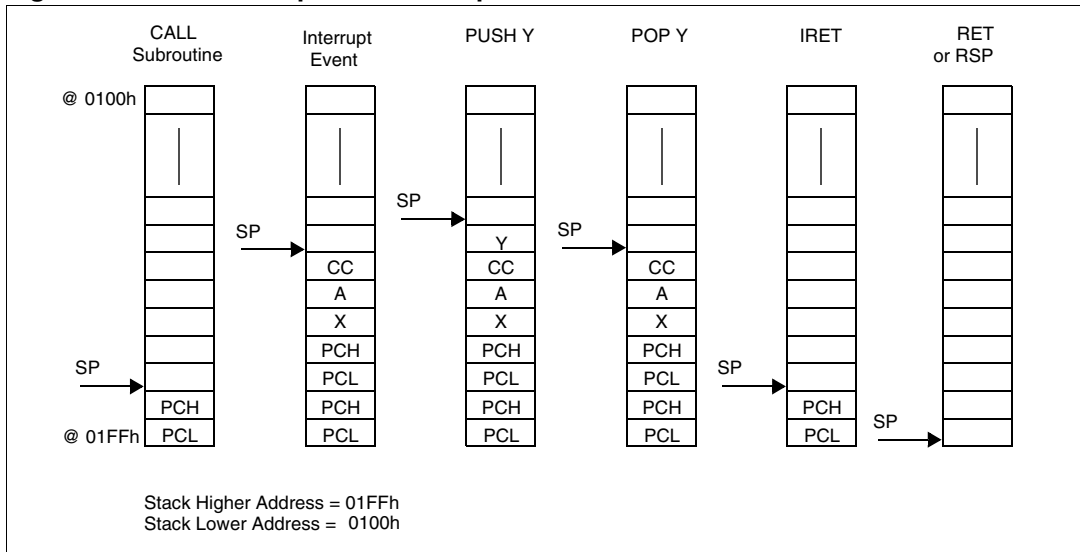 CALL
Subroutine
Interrupt
Event
PUSH Y
POP Y
IRET
RET
or RSP
@ 0100h
SP
PCH
@ 01FFh
PCL
SP
CC
A
X
PCH
PCL
PCH
PCL
SP
Y
CC
A
X
PCH
PCL
PCH
PCL
SP
CC
A
X
PCH
PCL
PCH
PCL
SP
PCH
PCL
SP
Stack Higher Address = 01FFh
Stack Lower Address = 0100h